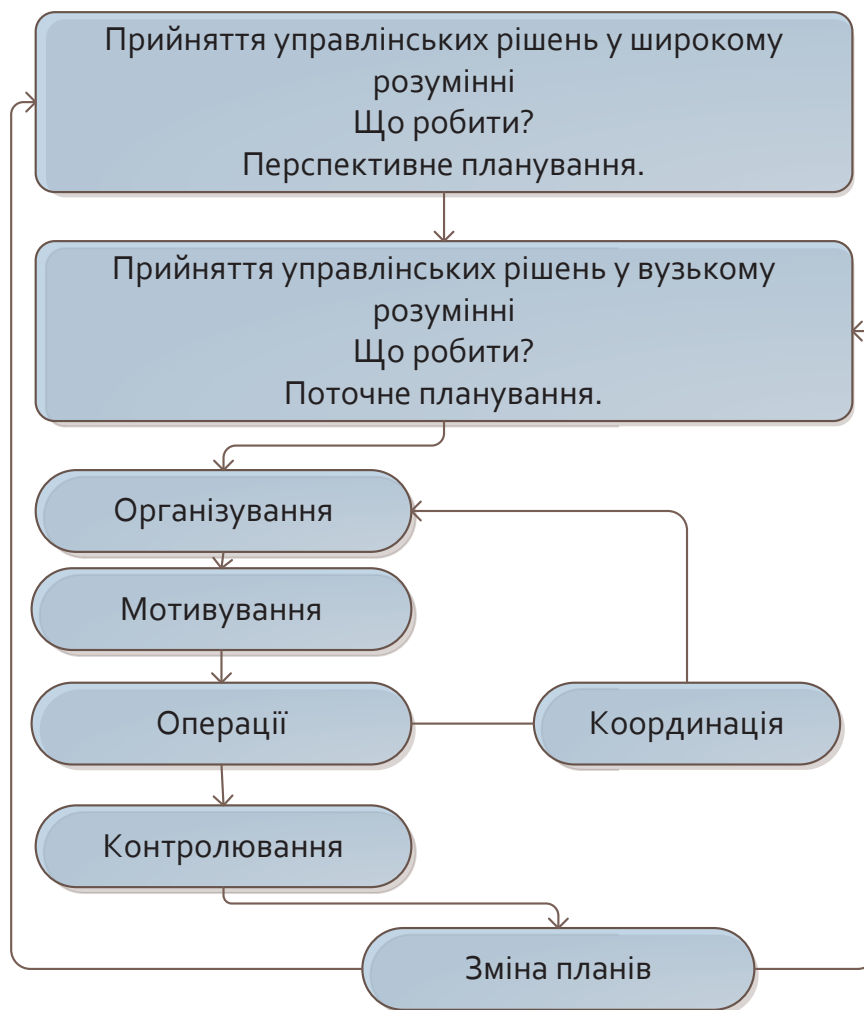 Прийняття управлінських рішень у широкому
розумінні
Що робити?
Перспективне планування.
Прийняття управлінських рішень у вузькому
розумінні
Що робити?
Поточне планування.
Організування
Мотивування
Операції
Координація
Контролювання
Зміна планів